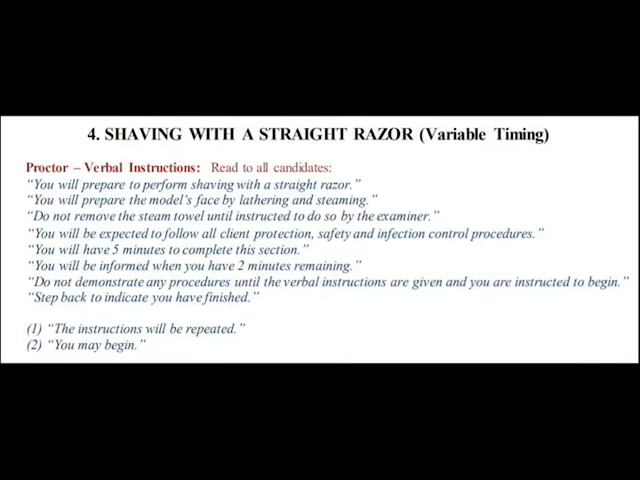 4. SHAVING WITH A STRAIGHT RAZOR (Variable Timing)
Proctor – Verbal Instructions: Read to all candidates:
“You will prepare to perform shaving with a straight razor.”
“You will prepare the model’s face by lathering and steaming.”
“Do not remove the steam towel until instructed to do so by the examiner.”
“You will be expected to follow all client protection, safety and infection control procedures.”
“You will have 5 minutes to complete this section.”
“You will be informed when you have 2 minutes remaining.”
“Do not demonstrate any procedures until the verbal instructions are given and you are instructed to begin.”
“Step back to indicate you have finished.”
(1) “The instructions will be repeated.”
(2) “You may begin.”